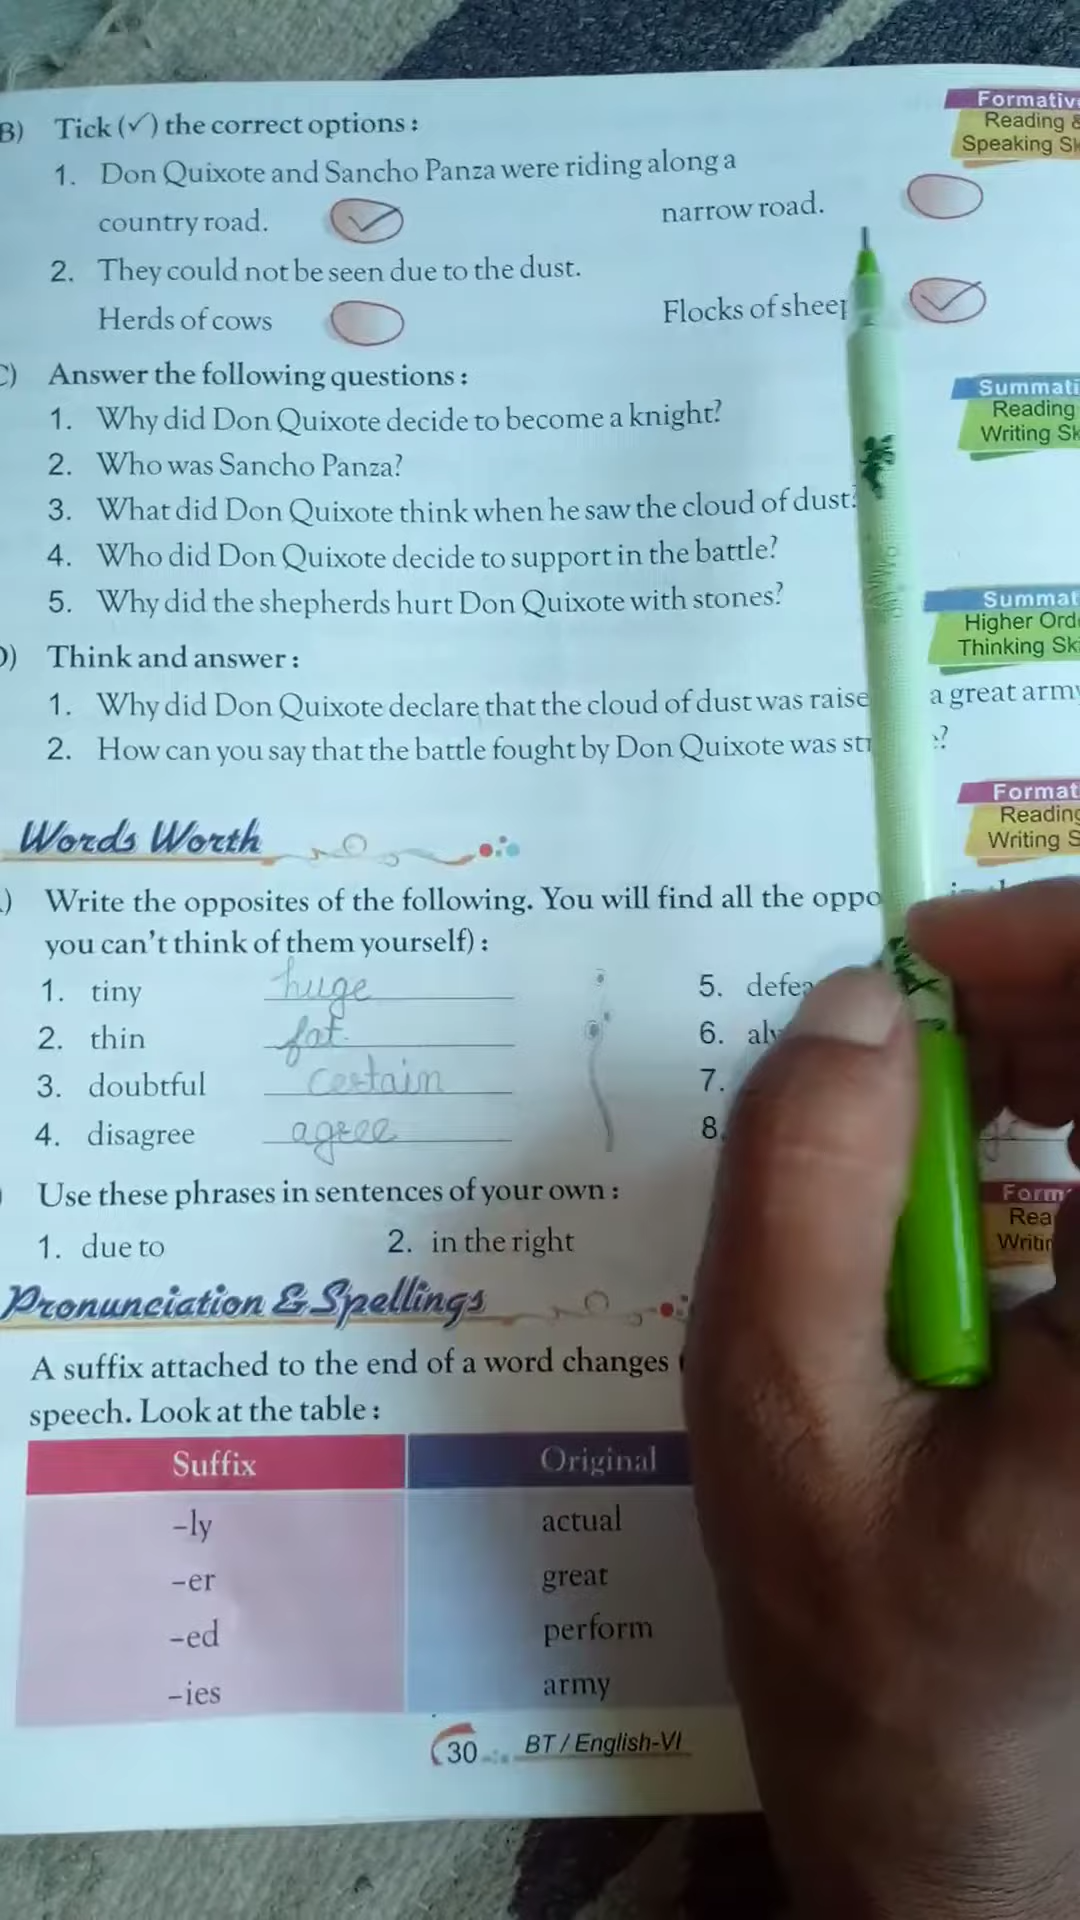 B) Tick (✓) the correct options :
Formative
Reading &
Speaking Sk
1. Don Quixote and Sancho Panza were riding along a
country road. ✓ narrow road.
2. They could not be seen due to the dust.
Herds of cows Flocks of sheep ✓
C) Answer the following questions :
Summati
Reading
Writing Sk
1. Why did Don Quixote decide to become a knight?
2. Who was Sancho Panza?
3. What did Don Quixote think when he saw the cloud of dust?
4. Who did Don Quixote decide to support in the battle?
5. Why did the shepherds hurt Don Quixote with stones?
Summat
Higher Orde
Thinking Ski
D) Think and answer :
1. Why did Don Quixote declare that the cloud of dust was raise a great army
2. How can you say that the battle fought by Don Quixote was str ?
Format
Reading
Writing S
Words Worth
) Write the opposites of the following. You will find all the oppo
you can't think of them yourself) :
1. tiny huge 5. defea
2. thin fat 6. alw
3. doubtful certain 7.
4. disagree agree 8.
Use these phrases in sentences of your own :
Form
Rea
Writin
1. due to 2. in the right
Pronunciation & Spellings
A suffix attached to the end of a word changes
speech. Look at the table :
Suffix Original
-ly actual
-er great
-ed perform
-ies army
30 BT / English-VI